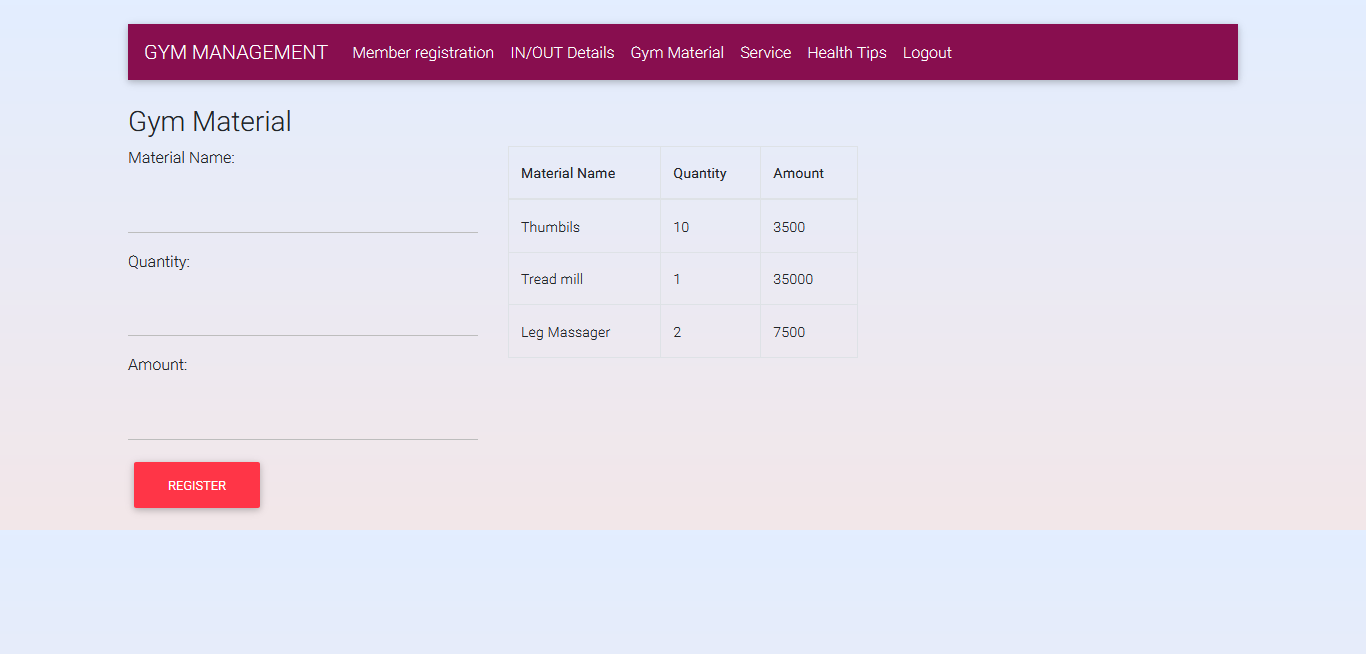 GYM MANAGEMENT Member registration IN/OUT Details Gym Material Service Health Tips Logout
Gym Material
Material Name:
Quantity:
Amount:
REGISTER
Material Name Quantity Amount
Thumbils 10 3500
Tread mill 1 35000
Leg Massager 2 7500